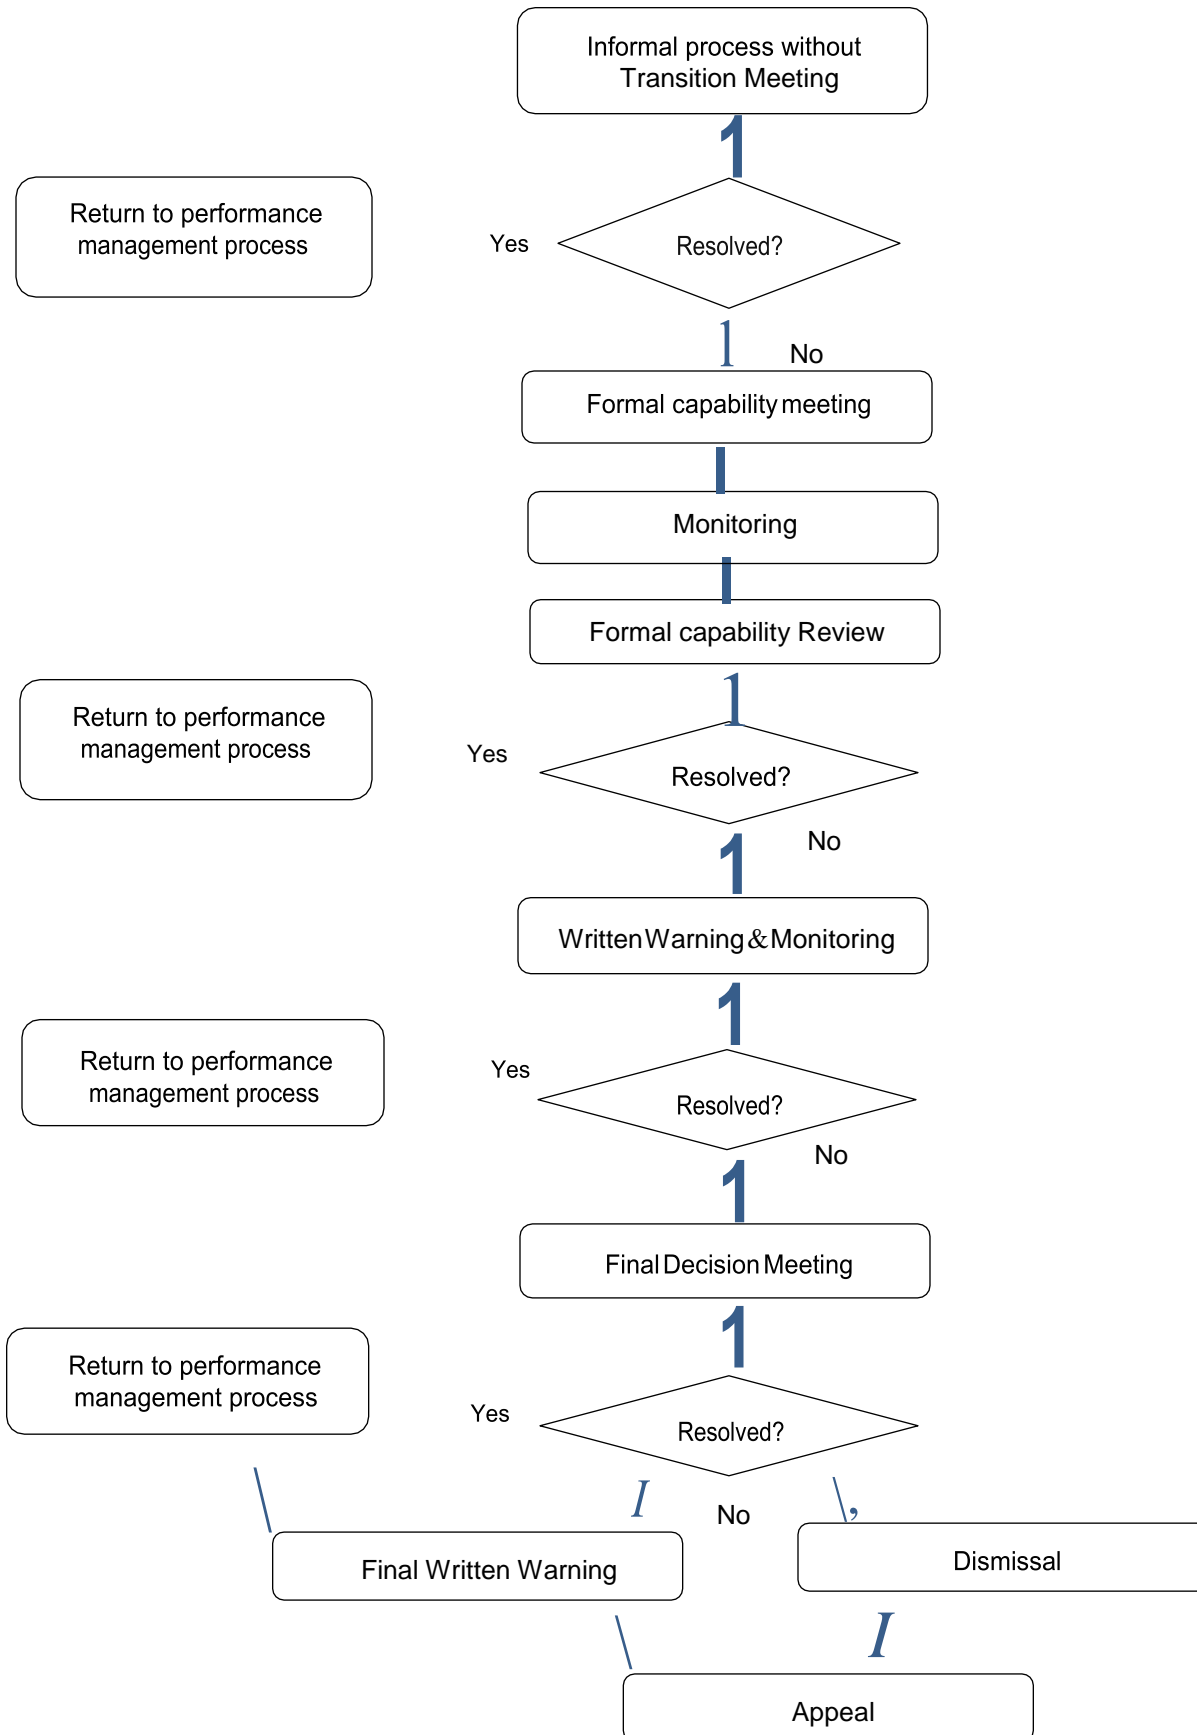 Informal process without
Transition Meeting
Return to performance
management process
Yes
Resolved?
No
Formal capability meeting
Monitoring
Formal capability Review
Return to performance
management process
Yes
Resolved?
No
Written Warning & Monitoring
Return to performance
management process
Yes
Resolved?
No
Final Decision Meeting
Return to performance
management process
Yes
Resolved?
No
Final Written Warning
Dismissal
Appeal